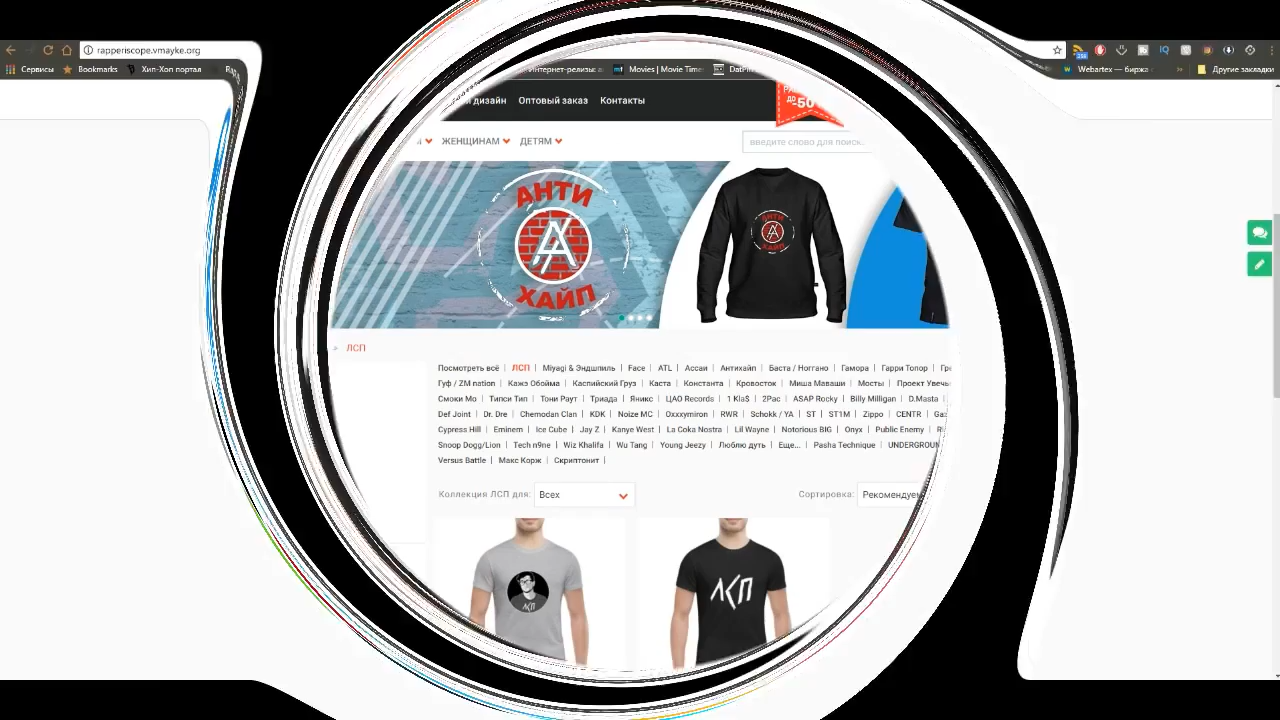 rapperiscope.vmayke.org
Сервисы Bookmarks Хип-Хоп портал
Movies | Movie Time
Webartex — биржа
Другие закладки
дизайн Оптовый заказ Контакты
ДО -50
ЖЕНЩИНАМ ДЕТЯМ
введите слово для поиск..
АНТИ
ХАЙП
АНТИ
ХАЙП
» ЛСП
Посмотреть всё | ЛСП | Miyagi & Эндшпиль | Face | ATL | Ассаи | Антихайп | Баста / Ноггано | Гамора | Гарри Топор |
Гуф / ZM nation | Кажэ Обойма | Каспийский Груз | Каста | Константа | Кровосток | Миша Маваши | Мосты | Проект Увечь
Смоки Мо | Типси Тип | Тони Раут | Триада | Яникс | ЦАО Records | 1 Kla$ | 2Pac | ASAP Rocky | Billy Milligan | D.Masta |
Def Joint | Dr. Dre | Chemodan Clan | KDK | Noize MC | Oxxxymiron | RWR | Schokk / YA | ST | ST1M | Zippo | CENTR |
Cypress Hill | Eminem | Ice Cube | Jay Z | Kanye West | La Coka Nostra | Lil Wayne | Notorious BIG | Onyx | Public Enemy |
Snoop Dogg/Lion | Tech n9ne | Wiz Khalifa | Wu Tang | Young Jeezy | Люблю дуть | Еще... | Pasha Technique | UNDERGROUN
Versus Battle | Макс Корж | Скриптонит |
Коллекция ЛСП для: Всех
Сортировка: Рекомендуем
ЛСП
ЛСП